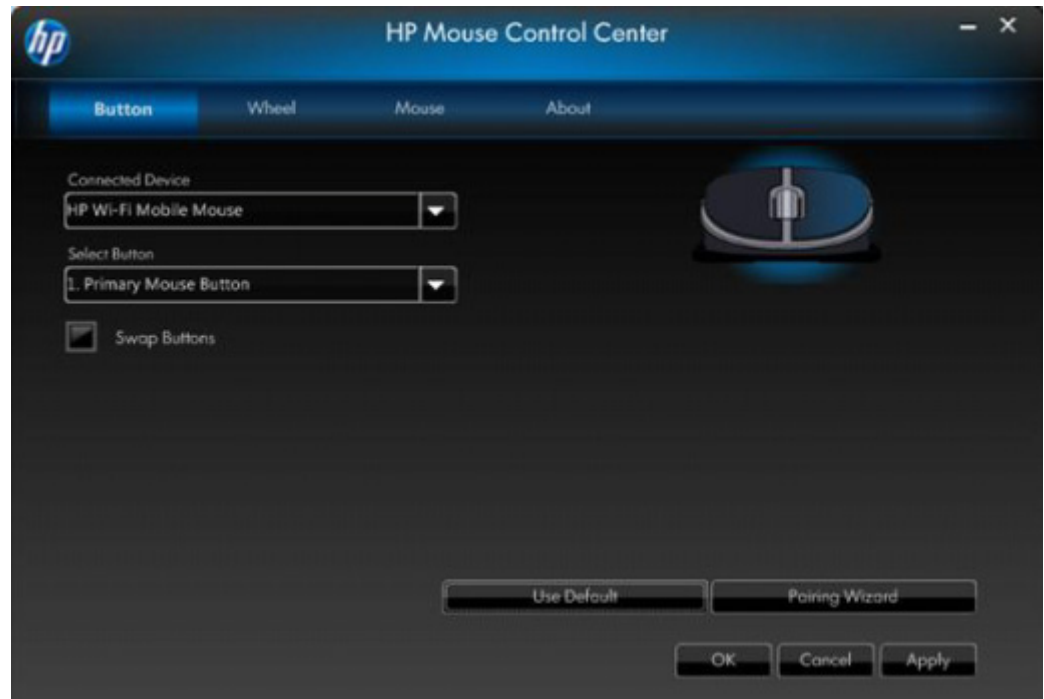 hp
HP Mouse Control Center
Button Wheel Mouse About
Connected Device
HP Wi-Fi Mobile Mouse
Select Button
1. Primary Mouse Button
Swap Buttons
Use Default Pairing Wizard
OK Cancel Apply